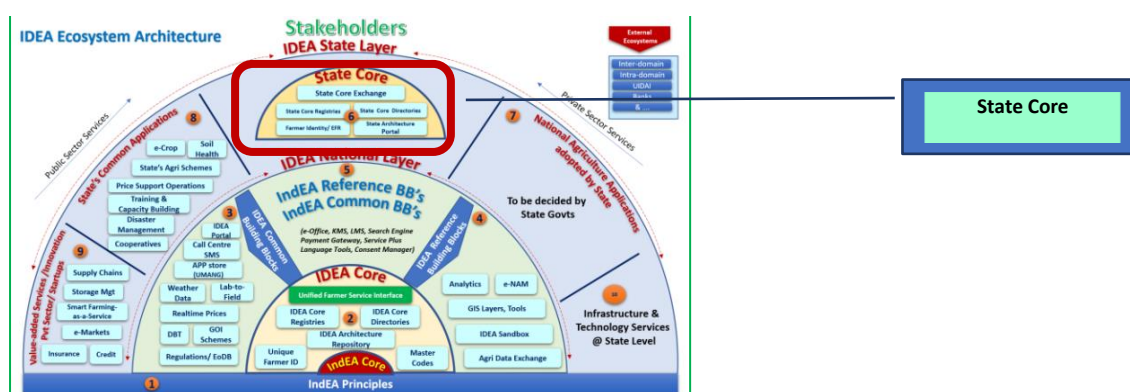 IDEA Ecosystem Architecture
Stakeholders
IDEA State Layer
External
Ecosystems
Inter-domain
Intra-domain
UIDAI
Banks
& ...
State Core
State Core Exchange
State Core Registries
State Core Directories
6
Farmer Identity/ EFR
State Architecture
Portal
State Core
Public Sector Services
Private Sector Services
8
State's Common Applications
e-Crop
Soil
Health
State's Agri Schemes
Price Support Operations
Training &
Capacity Building
Disaster
Management
Cooperatives
7
National Agriculture Applications
adopted by State
To be decided by
State Govts
IDEA National Layer
5
IndEA Reference BB's
IndEA Common BB's
(e-Office, KMS, LMS, Search Engine
Payment Gateway, Service Plus
Language Tools, Consent Manager)
3
IDEA Common
Building Blocks
4
IDEA Reference
Building Blocks
IDEA
Portal
Call Centre
SMS
APP store
(UMANG)
Weather
Data
Lab-to-
Field
Realtime Prices
DBT
GOI
Schemes
Regulations/ EoDB
9
Value-added Services /Innovation
Pvt Sector/ Startups
Supply Chains
Storage Mgt
Smart Farming-
as-a-Service
e-Markets
Insurance
Credit
IDEA Core
Unified Farmer Service Interface
IDEA Core
Registries
2
IDEA Core
Directories
IDEA Architecture
Repository
Unique
Farmer ID
Master
Codes
IndEA Core
Analytics
e-NAM
GIS Layers, Tools
IDEA Sandbox
Agri Data Exchange
10
Infrastructure &
Technology Services
@ State Level
1
IndEA Principles